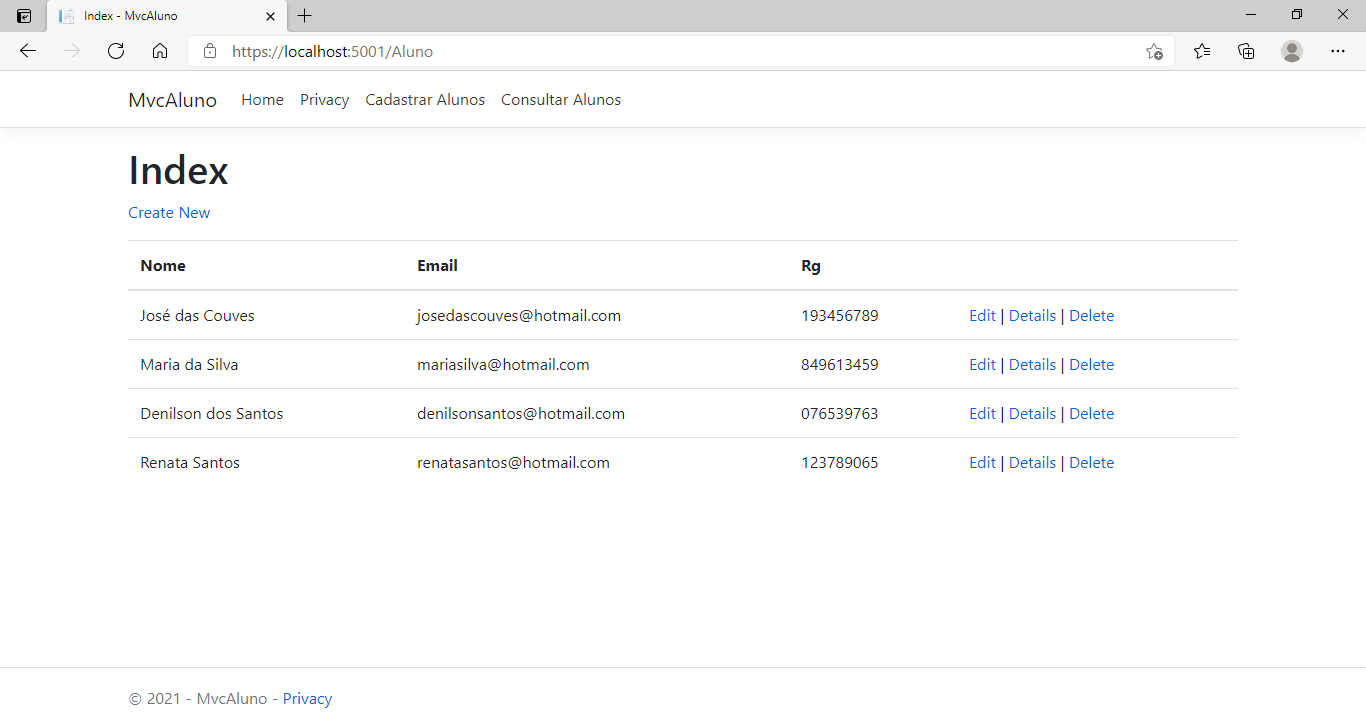 Index - MvcAluno
https://localhost:5001/Aluno
MvcAluno Home Privacy Cadastrar Alunos Consultar Alunos
Index
Create New
Nome Email Rg
José das Couves josedascouves@hotmail.com 193456789 Edit | Details | Delete
Maria da Silva mariasilva@hotmail.com 849613459 Edit | Details | Delete
Denilson dos Santos denilsonsantos@hotmail.com 076539763 Edit | Details | Delete
Renata Santos renatasantos@hotmail.com 123789065 Edit | Details | Delete
© 2021 - MvcAluno - Privacy